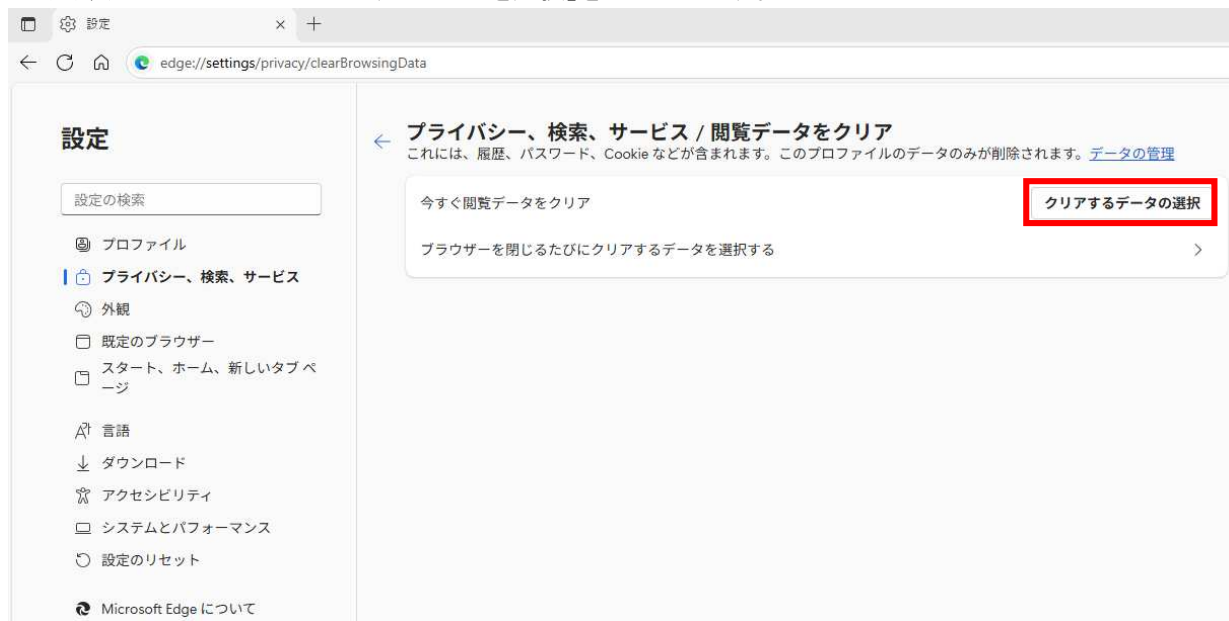 設定
edge://settings/privacy/clearBrowsingData
設定
設定の検索
プロファイル
プライバシー、検索、サービス
外観
既定のブラウザー
スタート、ホーム、新しいタブ ペ
ージ
言語
ダウンロード
アクセシビリティ
システムとパフォーマンス
設定のリセット
Microsoft Edge について
プライバシー、検索、サービス / 閲覧データをクリア
これには、履歴、パスワード、Cookie などが含まれます。このプロファイルのデータのみが削除されます。データの管理
今すぐ閲覧データをクリア
クリアするデータの選択
ブラウザーを閉じるたびにクリアするデータを選択する